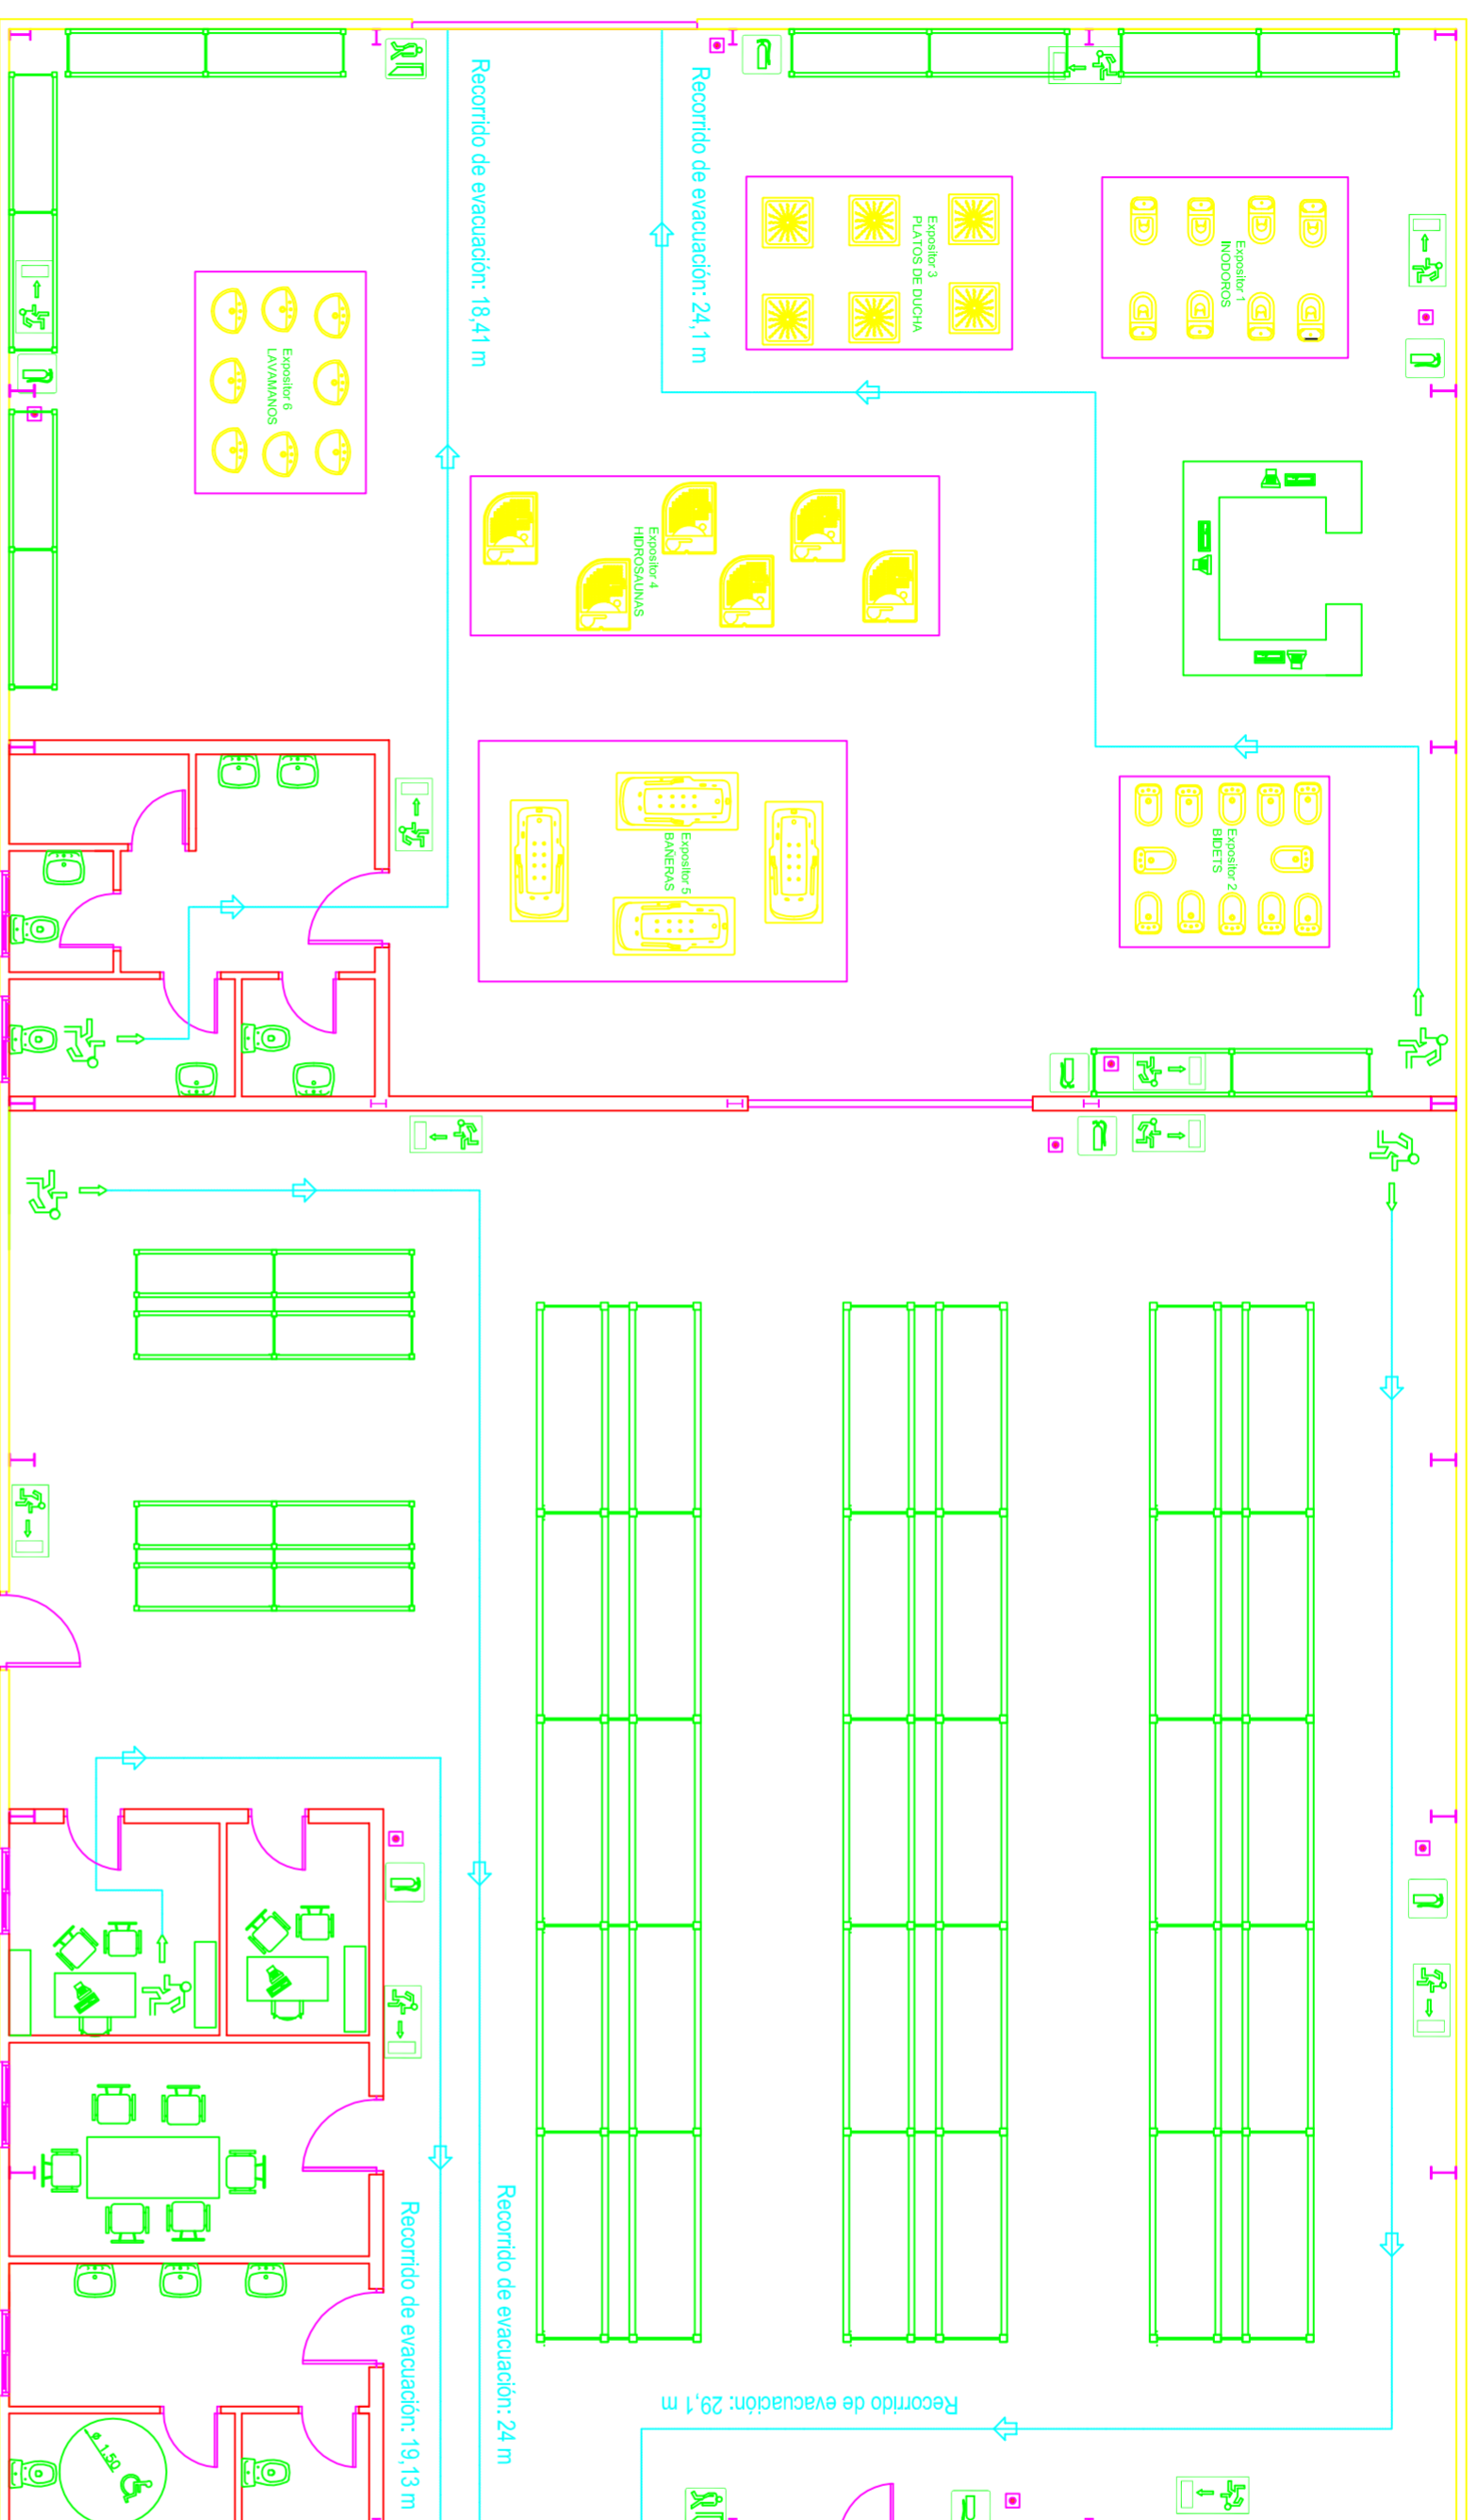 Recorrido de evacuación: 18,41 m
Recorrido de evacuación: 24,1 m
Expositor 3
PLATOS DE DUCHA
Expositor 1
INODOROS
Expositor 6
LAVAMANOS
Expositor 4
HIDROSAUNAS
Expositor 5
BAÑERAS
Expositor 2
BIDETS
Recorrido de evacuación: 24 m
Recorrido de evacuación: 19,13 m
Recorrido de evacuación: 29,1 m
ø 1,50